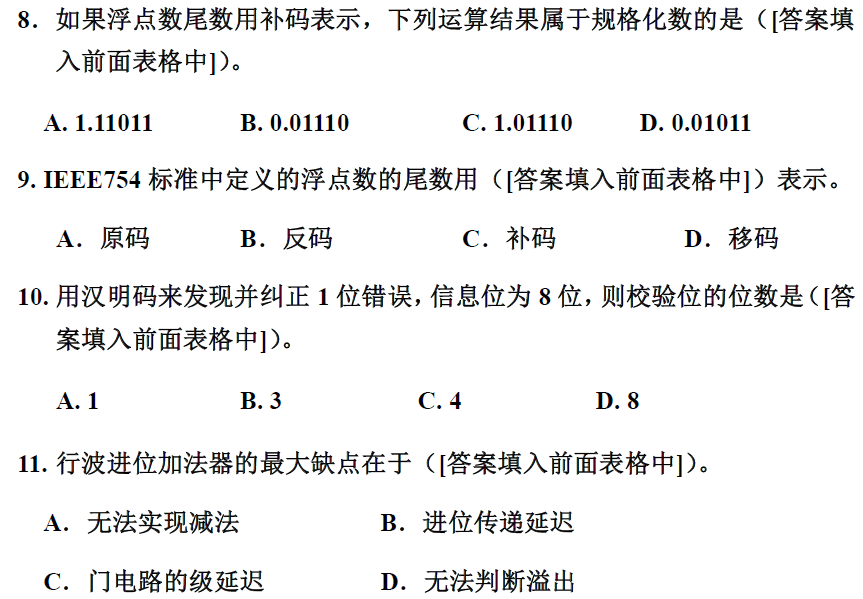 8. 如果浮点数尾数用补码表示，下列运算结果属于规格化数的是（[答案填
入前面表格中]）。
A. 1.11011 B. 0.01110 C. 1.01110 D. 0.01011
9. IEEE754 标准中定义的浮点数的尾数用（[答案填入前面表格中]）表示。
A. 原码 B. 反码 C. 补码 D. 移码
10. 用汉明码来发现并纠正 1 位错误，信息位为 8 位，则校验位的位数是（[答
案填入前面表格中]）。
A. 1 B. 3 C. 4 D. 8
11. 行波进位加法器的最大缺点在于（[答案填入前面表格中]）。
A. 无法实现减法 B. 进位传递延迟
C. 门电路的级延迟 D. 无法判断溢出